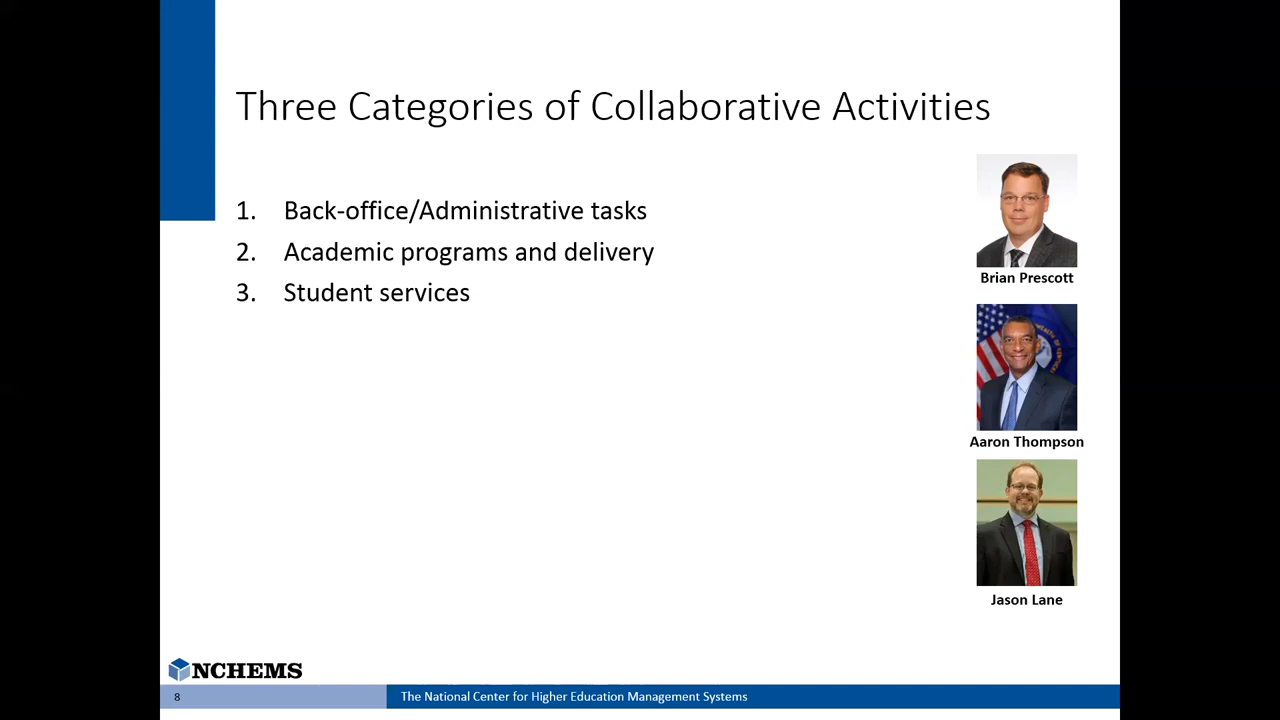 Three Categories of Collaborative Activities
1. Back-office/Administrative tasks
2. Academic programs and delivery
3. Student services
Brian Prescott
Aaron Thompson
Jason Lane
NCHEMS
8
The National Center for Higher Education Management Systems